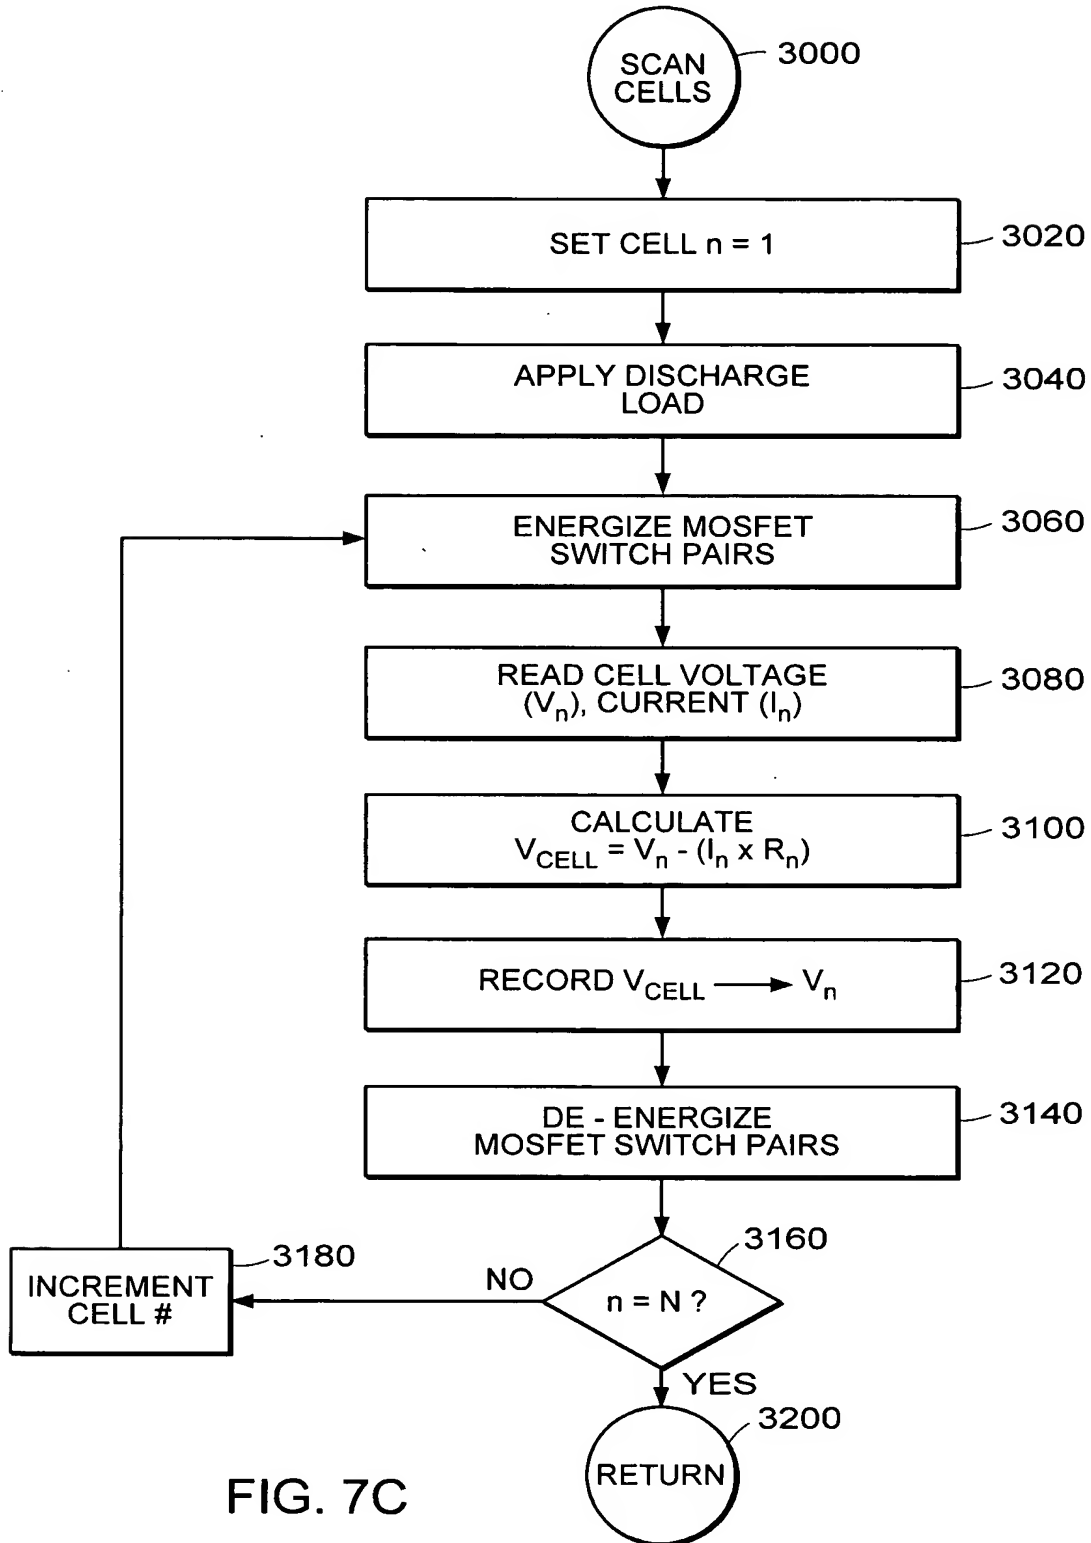 SCAN
CELLS
3000
SET CELL n = 1
3020
APPLY DISCHARGE
LOAD
3040
ENERGIZE MOSFET
SWITCH PAIRS
3060
READ CELL VOLTAGE
(Vn), CURRENT (In)
3080
CALCULATE
VCELL = Vn - (In x Rn)
3100
RECORD VCELL ⟶ Vn
3120
DE - ENERGIZE
MOSFET SWITCH PAIRS
3140
n = N ?
3160
NO
INCREMENT
CELL #
3180
YES
RETURN
3200
FIG. 7C